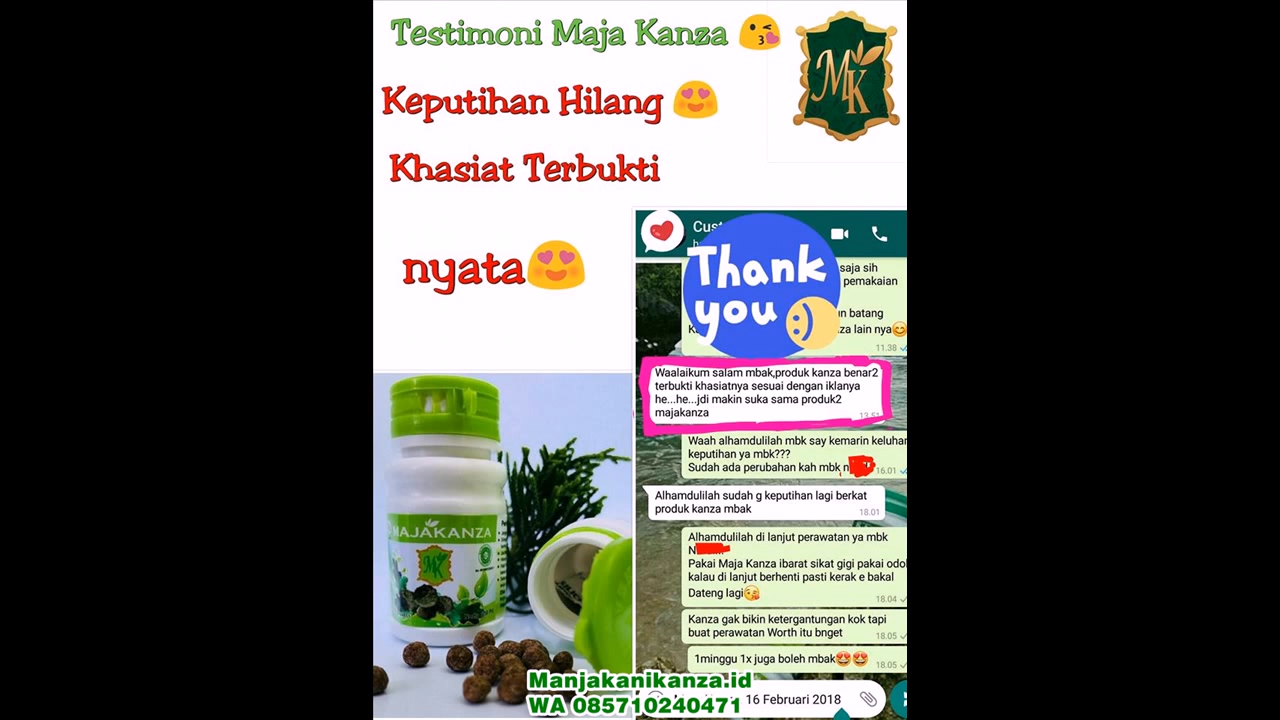 Testimoni Maja Kanza 😘
Keputihan Hilang 😍
Khasiat Terbukti
nyata😍
MK
Thank
you
saja sih
pemakaian
batang
lain nya😊
11.38
Waalaikum salam mbak,produk kanza benar2
terbukti khasiatnya sesuai dengan iklanya
he...he...jdi makin suka sama produk2
majakanza
13.51
Waah alhamdulilah mbk say kemarin keluhan
keputihan ya mbk???
Sudah ada perubahan kah mbk
16.01
Alhamdulilah sudah g keputihan lagi berkat
produk kanza mbak
18.01
Alhamdulilah di lanjut perawatan ya mbk
Pakai Maja Kanza ibarat sikat gigi pakai odol
kalau di lanjut berhenti pasti kerak e bakal
Dateng lagi😘
18.04
Kanza gak bikin ketergantungan kok tapi
buat perawatan Worth itu bnget
18.05
1minggu 1x juga boleh mbak🤩🤩
18.05
16 Februari 2018
MAJAKANZA
MK
Manjakanikanza.id
WA 085710240471